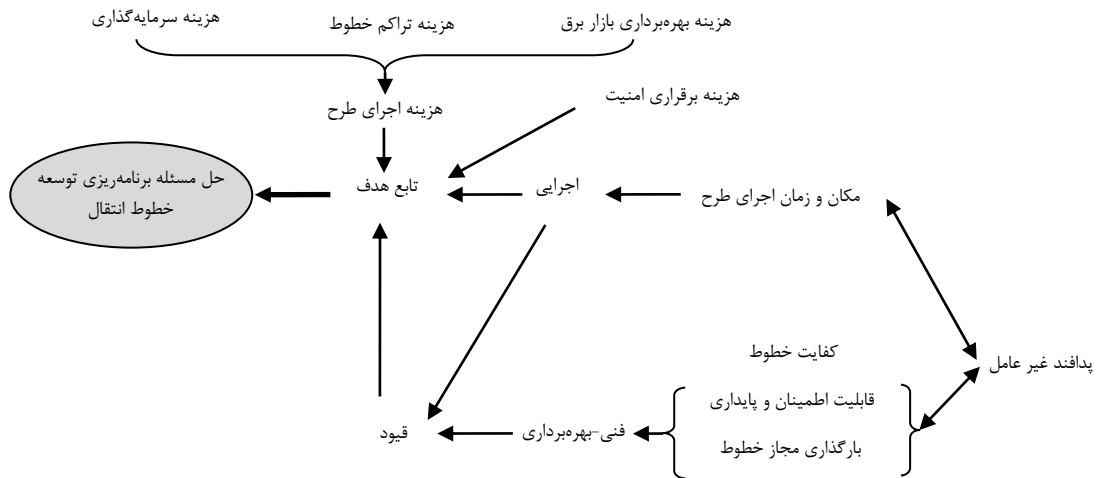 هزینه بهره‌برداری بازار برق
هزینه تراکم خطوط
هزینه سرمایه‌گذاری
هزینه برقراری امنیت
هزینه اجرای طرح
مکان و زمان اجرای طرح
اجرایی
تابع هدف
حل مسئله برنامه‌ریزی توسعه
خطوط انتقال
پدافند غیر عامل
کفایت خطوط
قابلیت اطمینان و پایداری
بارگذاری مجاز خطوط
فنی-بهره‌برداری
قیود